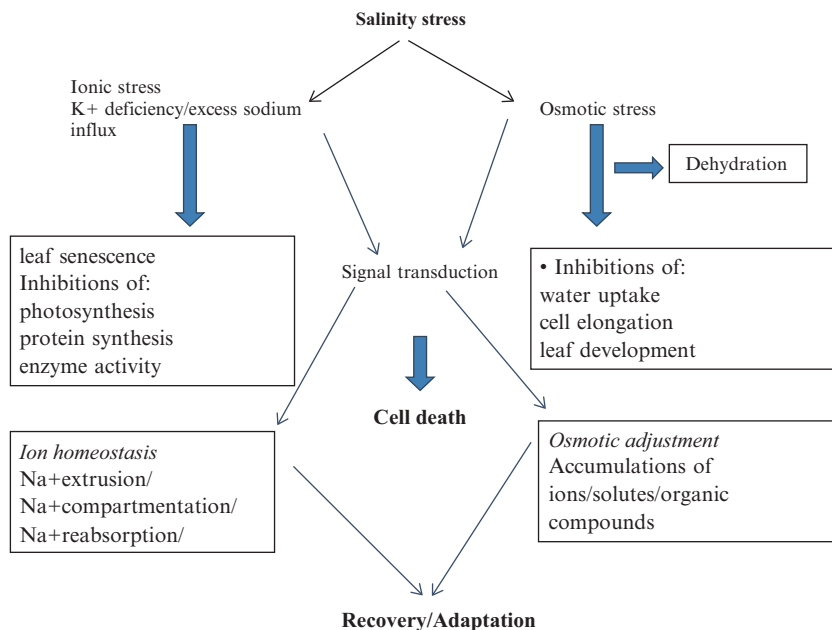 Salinity stress
Ionic stress
K+ deficiency/excess sodium
influx
Osmotic stress
Dehydration
leaf senescence
Inhibitions of:
photosynthesis
protein synthesis
enzyme activity
Signal transduction
• Inhibitions of:
water uptake
cell elongation
leaf development
Cell death
Ion homeostasis
Na+extrusion/
Na+compartmentation/
Na+reabsorption/
Osmotic adjustment
Accumulations of
ions/solutes/organic
compounds
Recovery/Adaptation